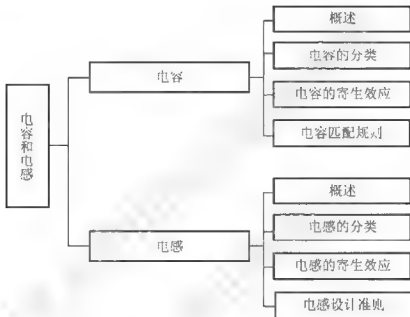 电容和电感
电容
概述
电容的分类
电容的寄生效应
电容匹配规则
电感
概述
电感的分类
电感的寄生效应
电感设计准则